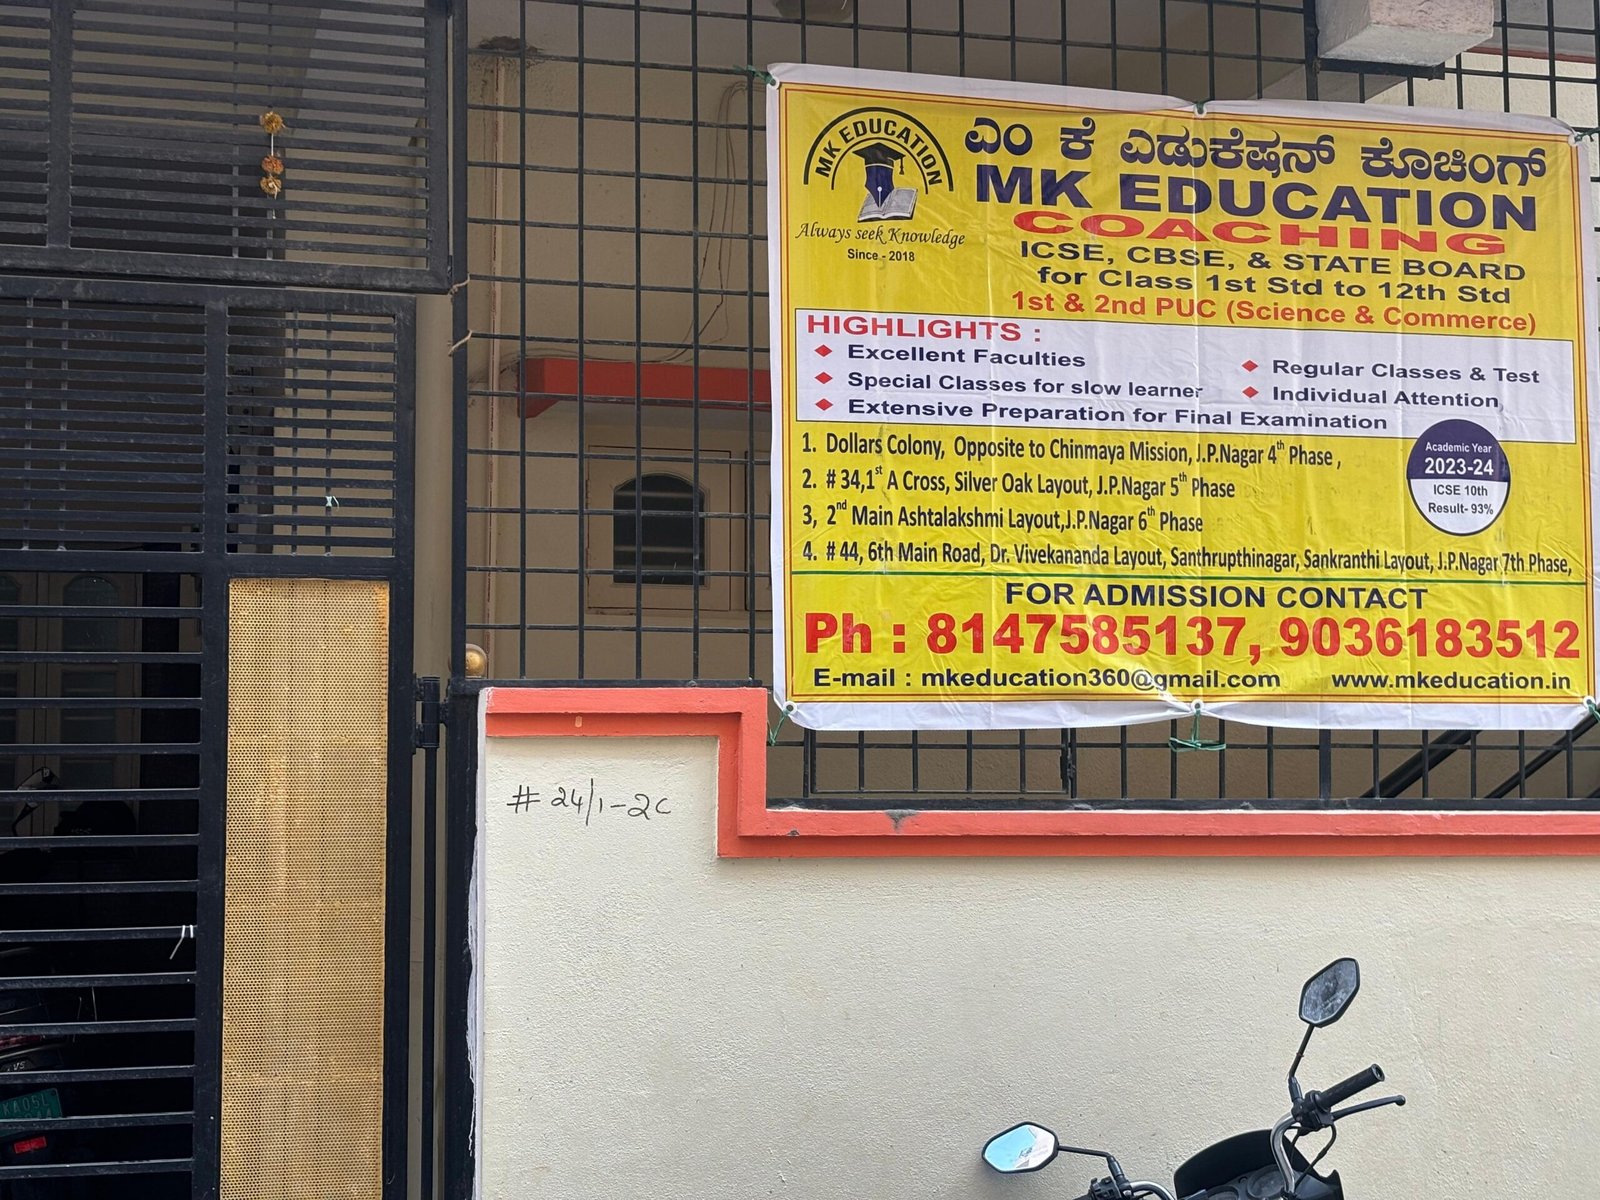 MK EDUCATION
Always seek Knowledge
Since - 2018
ಎಂ ಕೆ ಎಡುಕೆಷನ್ ಕೊಚಿಂಗ್
MK EDUCATION
COACHING
ICSE, CBSE, & STATE BOARD
for Class 1st Std to 12th Std
1st & 2nd PUC (Science & Commerce)
HIGHLIGHTS :
Excellent Faculties
Special Classes for slow learner
Extensive Preparation for Final Examination
Regular Classes & Test
Individual Attention,
1. Dollars Colony, Opposite to Chinmaya Mission, J.P.Nagar 4th Phase ,
2. # 34,1st A Cross, Silver Oak Layout, J.P.Nagar 5th Phase
3, 2nd Main Ashtalakshmi Layout,J.P.Nagar 6th Phase
4. # 44, 6th Main Road, Dr. Vivekananda Layout, Santhrupthinagar, Sankranthi Layout, J.P.Nagar 7th Phase,
Academic Year
2023-24
ICSE 10th
Result- 93%
FOR ADMISSION CONTACT
Ph : 8147585137, 9036183512
E-mail : mkeducation360@gmail.com www.mkeducation.in
# 24/1-2C
KA05L